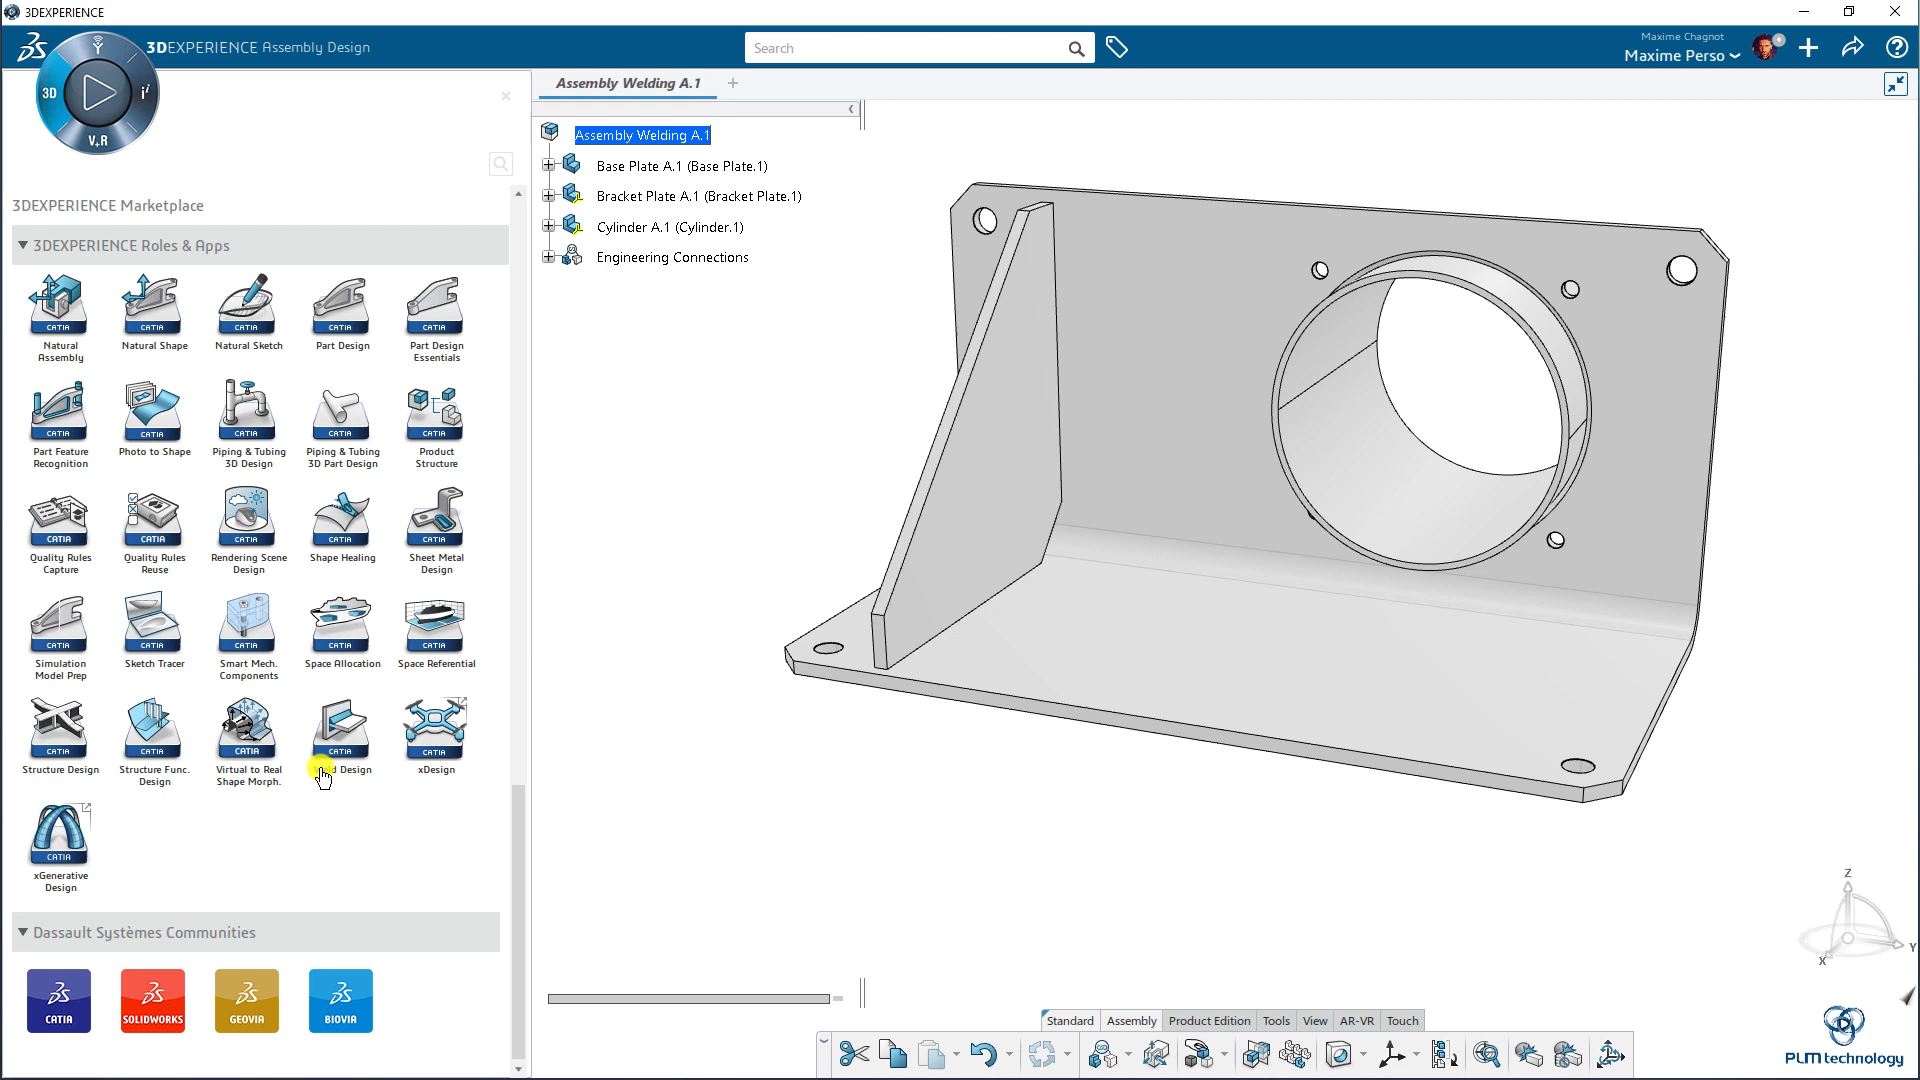 3DEXPERIENCE
3DEXPERIENCE Assembly Design
Search
Maxime Chagnot
Maxime Perso
3D
V+R
Assembly Welding A.1
Assembly Welding A.1
Base Plate A.1 (Base Plate.1)
Bracket Plate A.1 (Bracket Plate.1)
Cylinder A.1 (Cylinder.1)
Engineering Connections
3DEXPERIENCE Marketplace
3DEXPERIENCE Roles & Apps
CATIA CATIA CATIA CATIA CATIA
Natural Assembly
Natural Shape
Natural Sketch
Part Design
Part Design Essentials
CATIA CATIA CATIA CATIA CATIA
Part Feature Recognition
Photo to Shape
Piping & Tubing 3D Design
Piping & Tubing 3D Part Design
Product Structure
CATIA CATIA CATIA CATIA CATIA
Quality Rules Capture
Quality Rules Reuse
Rendering Scene Design
Shape Healing
Sheet Metal Design
CATIA CATIA CATIA CATIA CATIA
Simulation Model Prep
Sketch Tracer
Smart Mech. Components
Space Allocation
Space Referential
CATIA CATIA CATIA CATIA CATIA
Structure Design
Structure Func. Design
Virtual to Real Shape Morph.
Design
xDesign
CATIA
xGenerative Design
Dassault Systèmes Communities
CATIA
SOLIDWORKS
GEOVIA
BIOVIA
Z
Y
X
Standard Assembly Product Edition Tools View AR-VR Touch
PLM technology